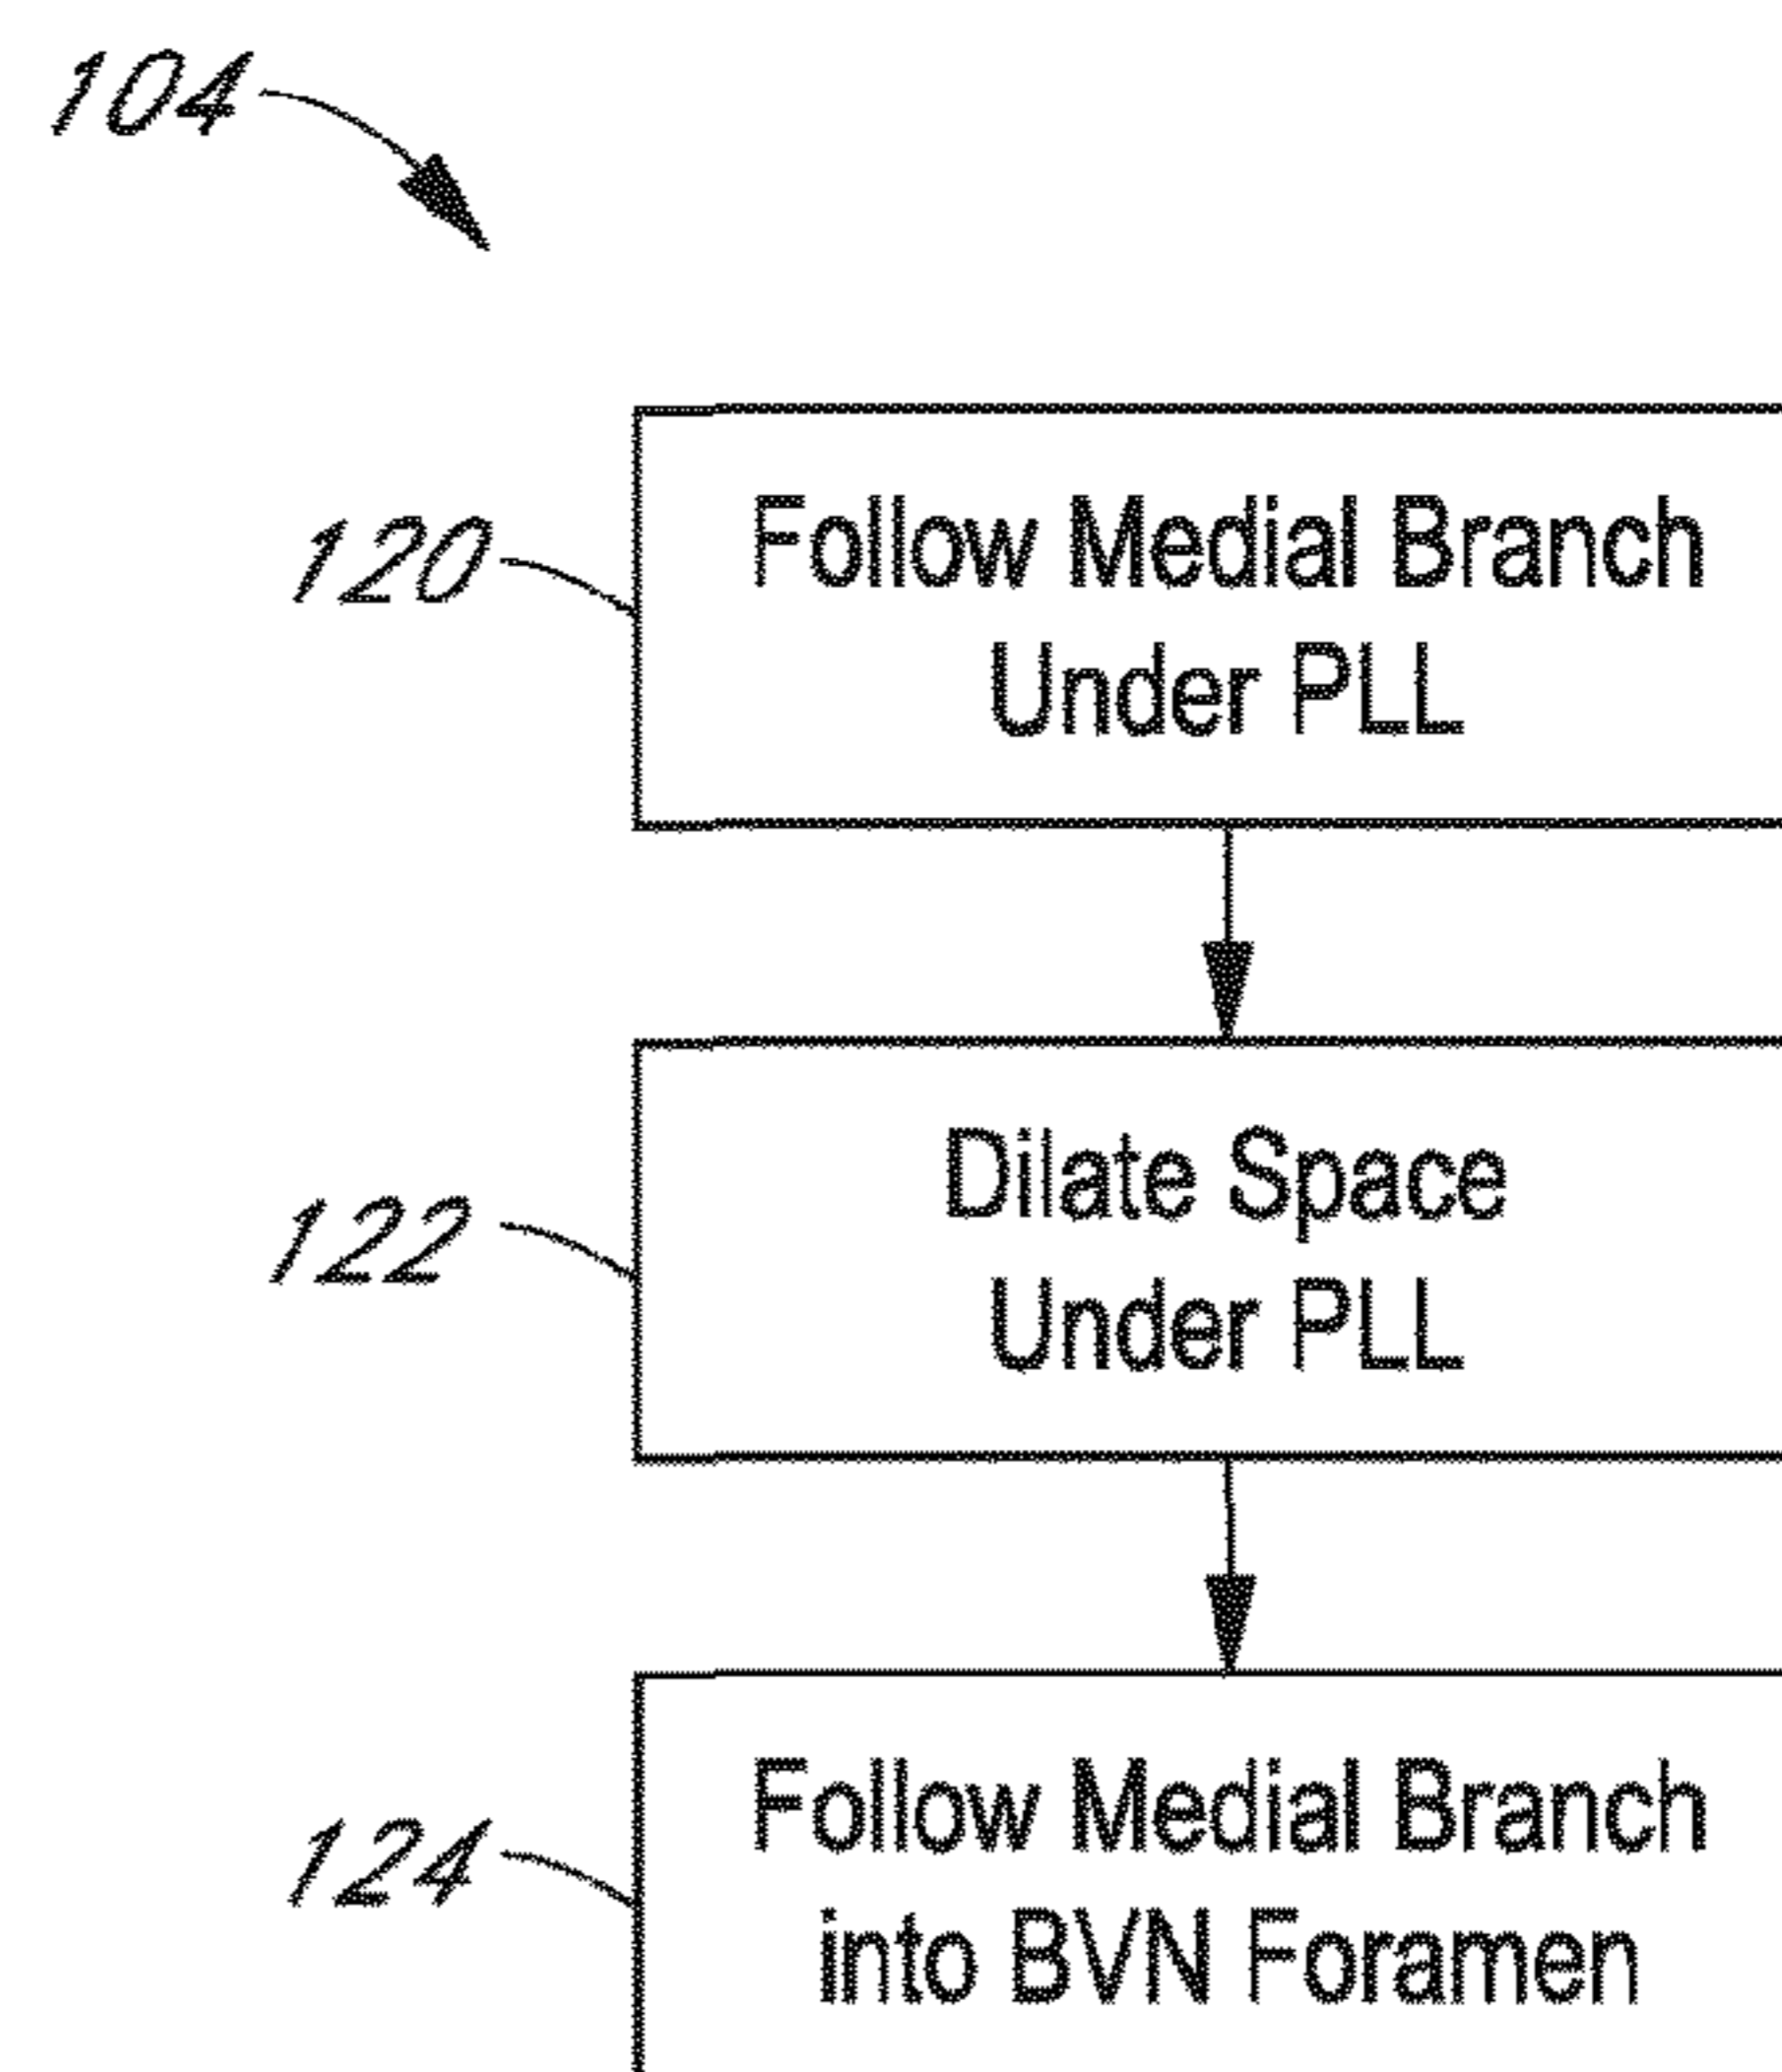 104
120
Follow Medial Branch
Under PLL
122
Dilate Space
Under PLL
124
Follow Medial Branch
into BVN Foramen